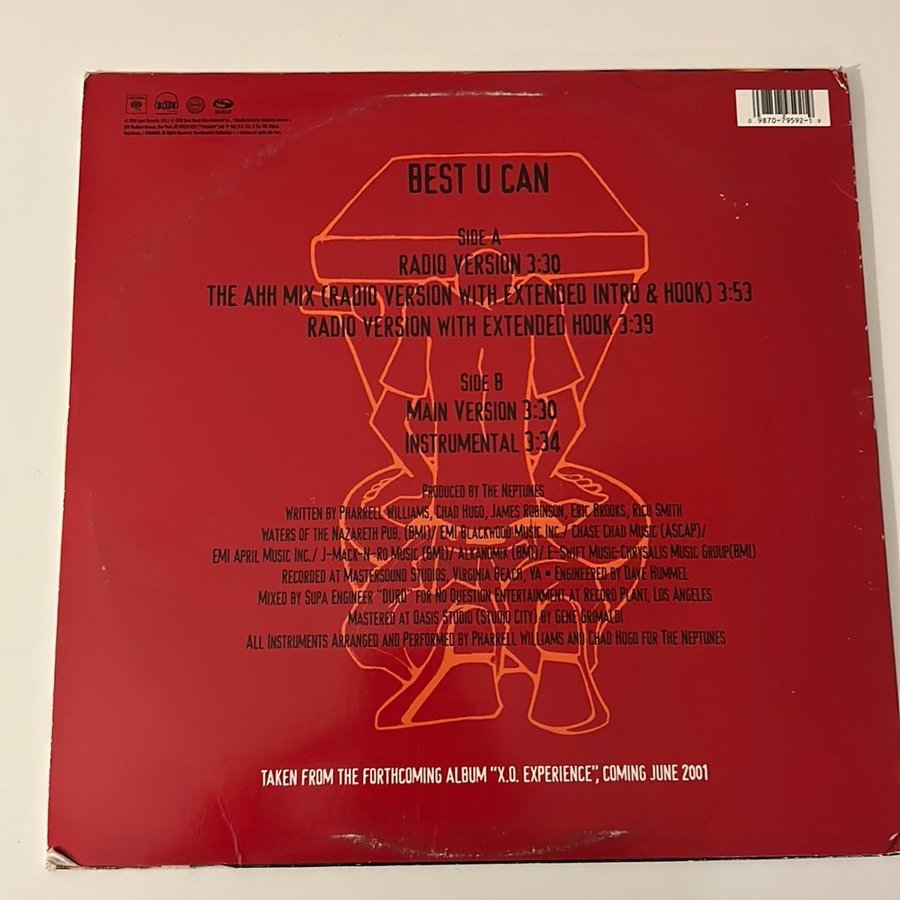 COLUMBIA
LOUD
0 9870-79592-1 9
BEST U CAN
SIDE A
RADIO VERSION 3:30
THE AHH MIX (RADIO VERSION WITH EXTENDED INTRO & HOOK) 3:53
RADIO VERSION WITH EXTENDED HOOK 3:39
SIDE B
MAIN VERSION 3:30
INSTRUMENTAL 3:34
PRODUCED BY THE NEPTUNES
WRITTEN BY PHARRELL WILLIAMS, CHAD HUGO, JAMES ROBINSON, ERIC BROOKS, RICO SMITH
WATERS OF THE NAZARETH PUB. (BMI)/ EMI BLACKWOOD MUSIC INC./ CHASE CHAD MUSIC (ASCAP)/
EMI APRIL MUSIC INC./ J-MACK-N-RO MUSIC (BMI)/ ALKANOMIX (BMI)/ E-SWIFT MUSIC-CHRYSALIS MUSIC GROUP(BMI)
RECORDED AT MASTERSOUND STUDIOS, VIRGINIA BEACH, VA • ENGINEERED BY DAVE HUMMEL
MIXED BY SUPA ENGINEER "DURO" FOR NO QUESTION ENTERTAINMENT AT RECORD PLANT, LOS ANGELES
MASTERED AT OASIS STUDIO (STUDIO CITY) BY GENE GRIMALDI
ALL INSTRUMENTS ARRANGED AND PERFORMED BY PHARRELL WILLIAMS AND CHAD HUGO FOR THE NEPTUNES
TAKEN FROM THE FORTHCOMING ALBUM "X.O. EXPERIENCE", COMING JUNE 2001